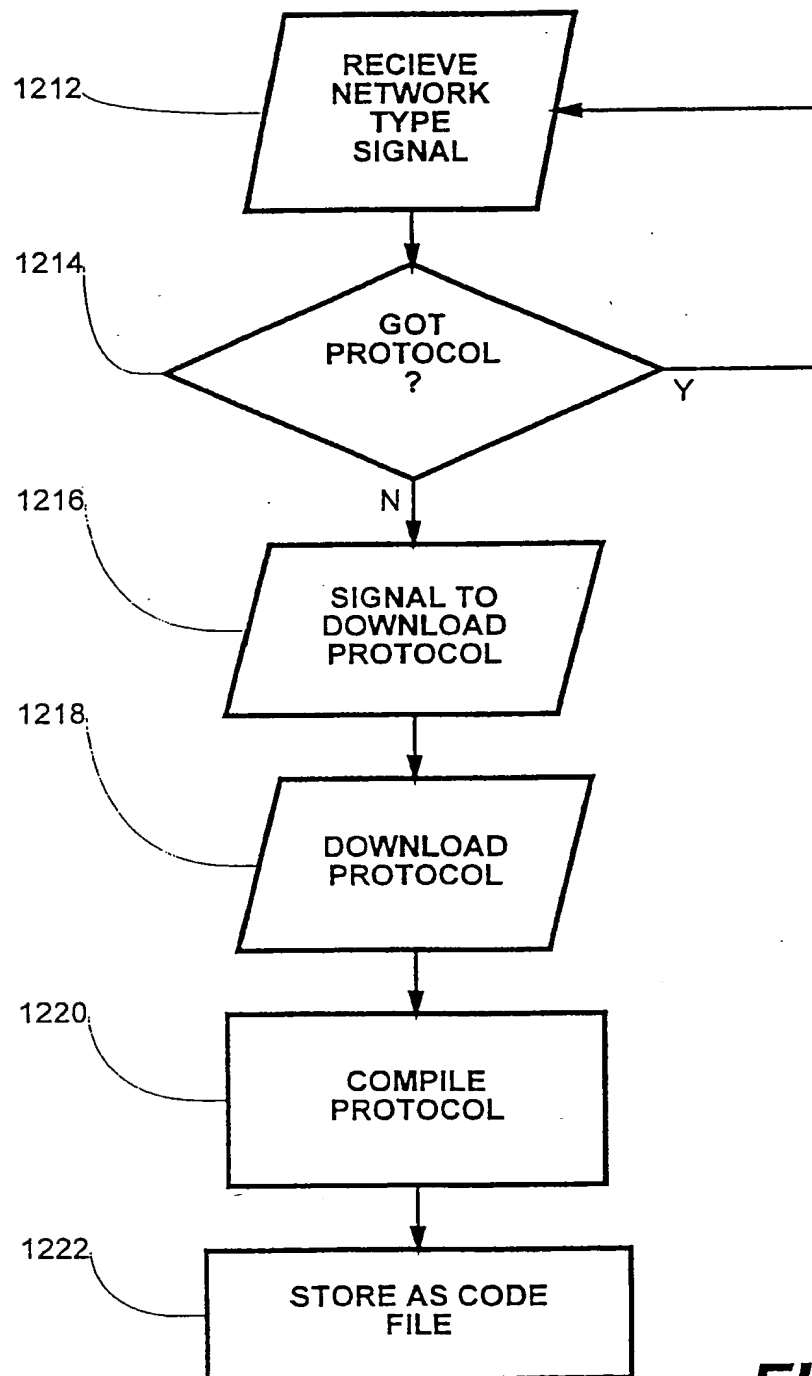 1212
RECIEVE
NETWORK
TYPE
SIGNAL
1214
GOT
PROTOCOL
?
Y
N
1216
SIGNAL TO
DOWNLOAD
PROTOCOL
1218
DOWNLOAD
PROTOCOL
1220
COMPILE
PROTOCOL
1222
STORE AS CODE
FILE